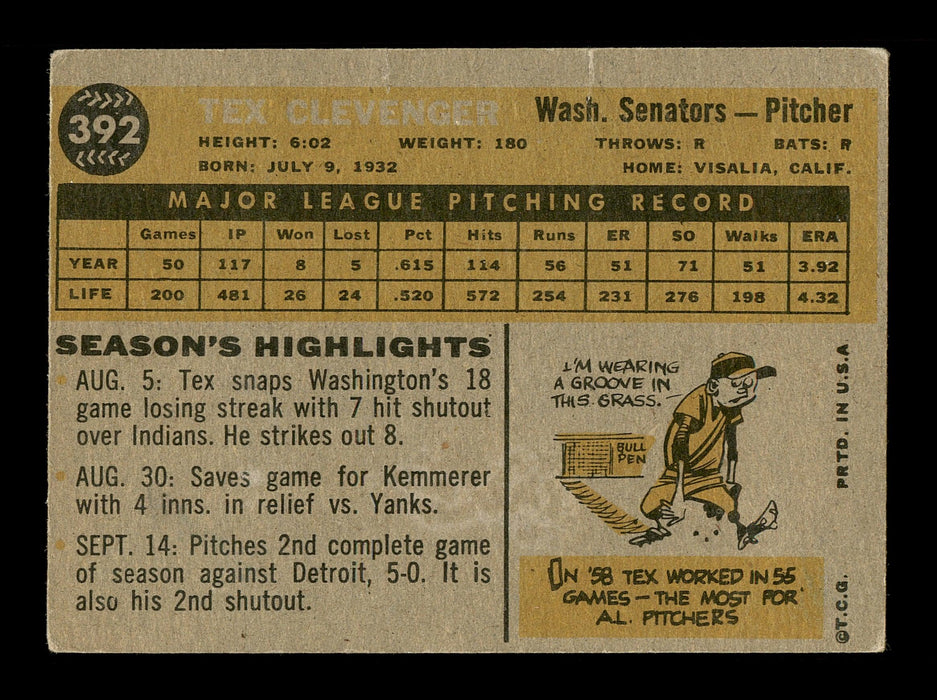 392
TEX CLEVENGER
Wash. Senators — Pitcher
HEIGHT: 6:02 WEIGHT: 180 THROWS: R BATS: R
BORN: JULY 9, 1932 HOME: VISALIA, CALIF.
MAJOR LEAGUE PITCHING RECORD
Games IP Won Lost Pct Hits Runs ER SO Walks ERA
YEAR 50 117 8 5 .615 114 56 51 71 51 3.92
LIFE 200 481 26 24 .520 572 254 231 276 198 4.32
SEASON'S HIGHLIGHTS
AUG. 5: Tex snaps Washington's 18
game losing streak with 7 hit shutout
over Indians. He strikes out 8.
AUG. 30: Saves game for Kemmerer
with 4 inns. in relief vs. Yanks.
SEPT. 14: Pitches 2nd complete game
of season against Detroit, 5-0. It is
also his 2nd shutout.
I'M WEARING
A GROOVE IN
THIS GRASS.
BULL
PEN
ON '58 TEX WORKED IN 55
GAMES — THE MOST FOR
A.L. PITCHERS
©T.C.G. PRTD. IN U.S.A